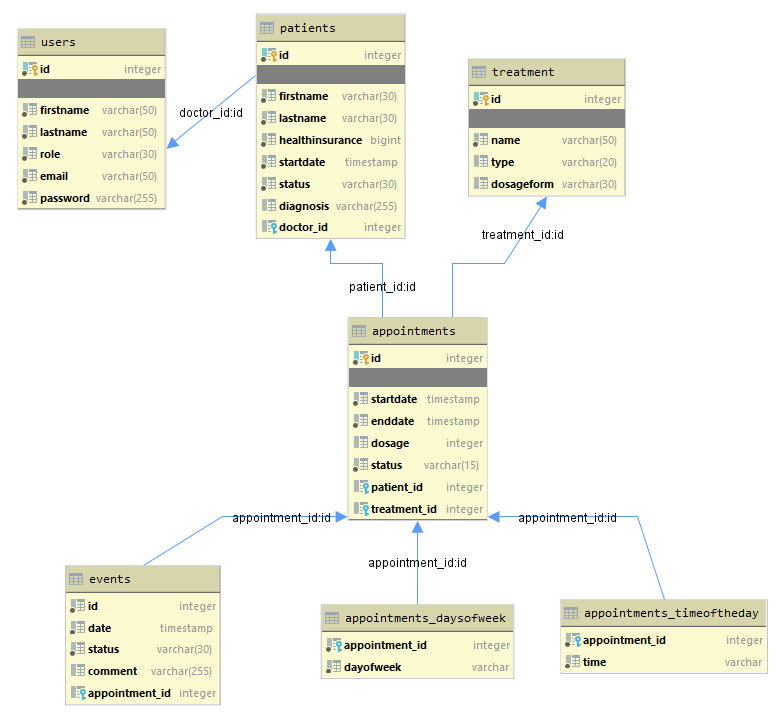 users
id integer
firstname varchar(50)
lastname varchar(50)
role varchar(30)
email varchar(50)
password varchar(255)
doctor_id:id
patients
id integer
firstname varchar(30)
lastname varchar(30)
healthinsurance bigint
startdate timestamp
status varchar(30)
diagnosis varchar(255)
doctor_id integer
treatment
id integer
name varchar(50)
type varchar(20)
dosageform varchar(30)
patient_id:id
treatment_id:id
appointments
id integer
startdate timestamp
enddate timestamp
dosage integer
status varchar(15)
patient_id integer
treatment_id integer
appointment_id:id
appointment_id:id
appointment_id:id
events
id integer
date timestamp
status varchar(30)
comment varchar(255)
appointment_id integer
appointments_daysofweek
appointment_id integer
dayofweek varchar
appointments_timeoftheday
appointment_id integer
time varchar